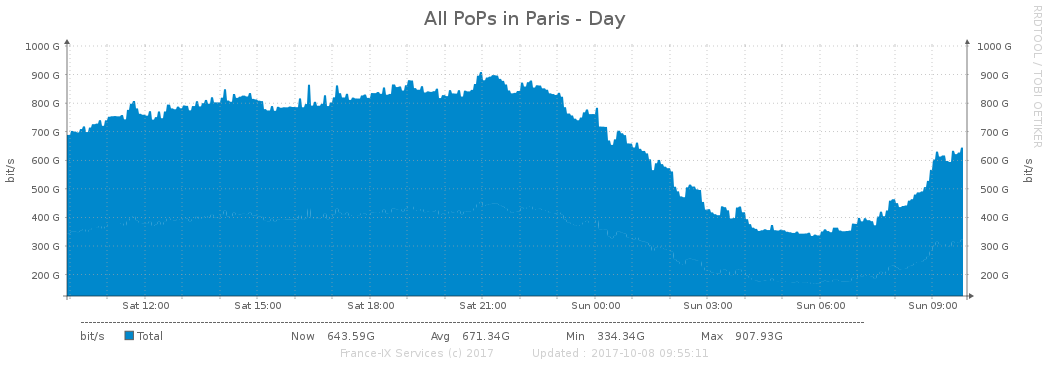 All PoPs in Paris - Day
RRDTOOL / TOBI OETIKER
1000 G 1000 G
900 G 900 G
800 G 800 G
700 G 700 G
600 G 600 G
500 G 500 G
400 G 400 G
300 G 300 G
200 G 200 G
bit/s bit/s
Sat 12:00 Sat 15:00 Sat 18:00 Sat 21:00 Sun 00:00 Sun 03:00 Sun 06:00 Sun 09:00
bit/s Total Now 643.59G Avg 671.34G Min 334.34G Max 907.93G
France-IX Services (c) 2017 Updated : 2017-10-08 09:55:11